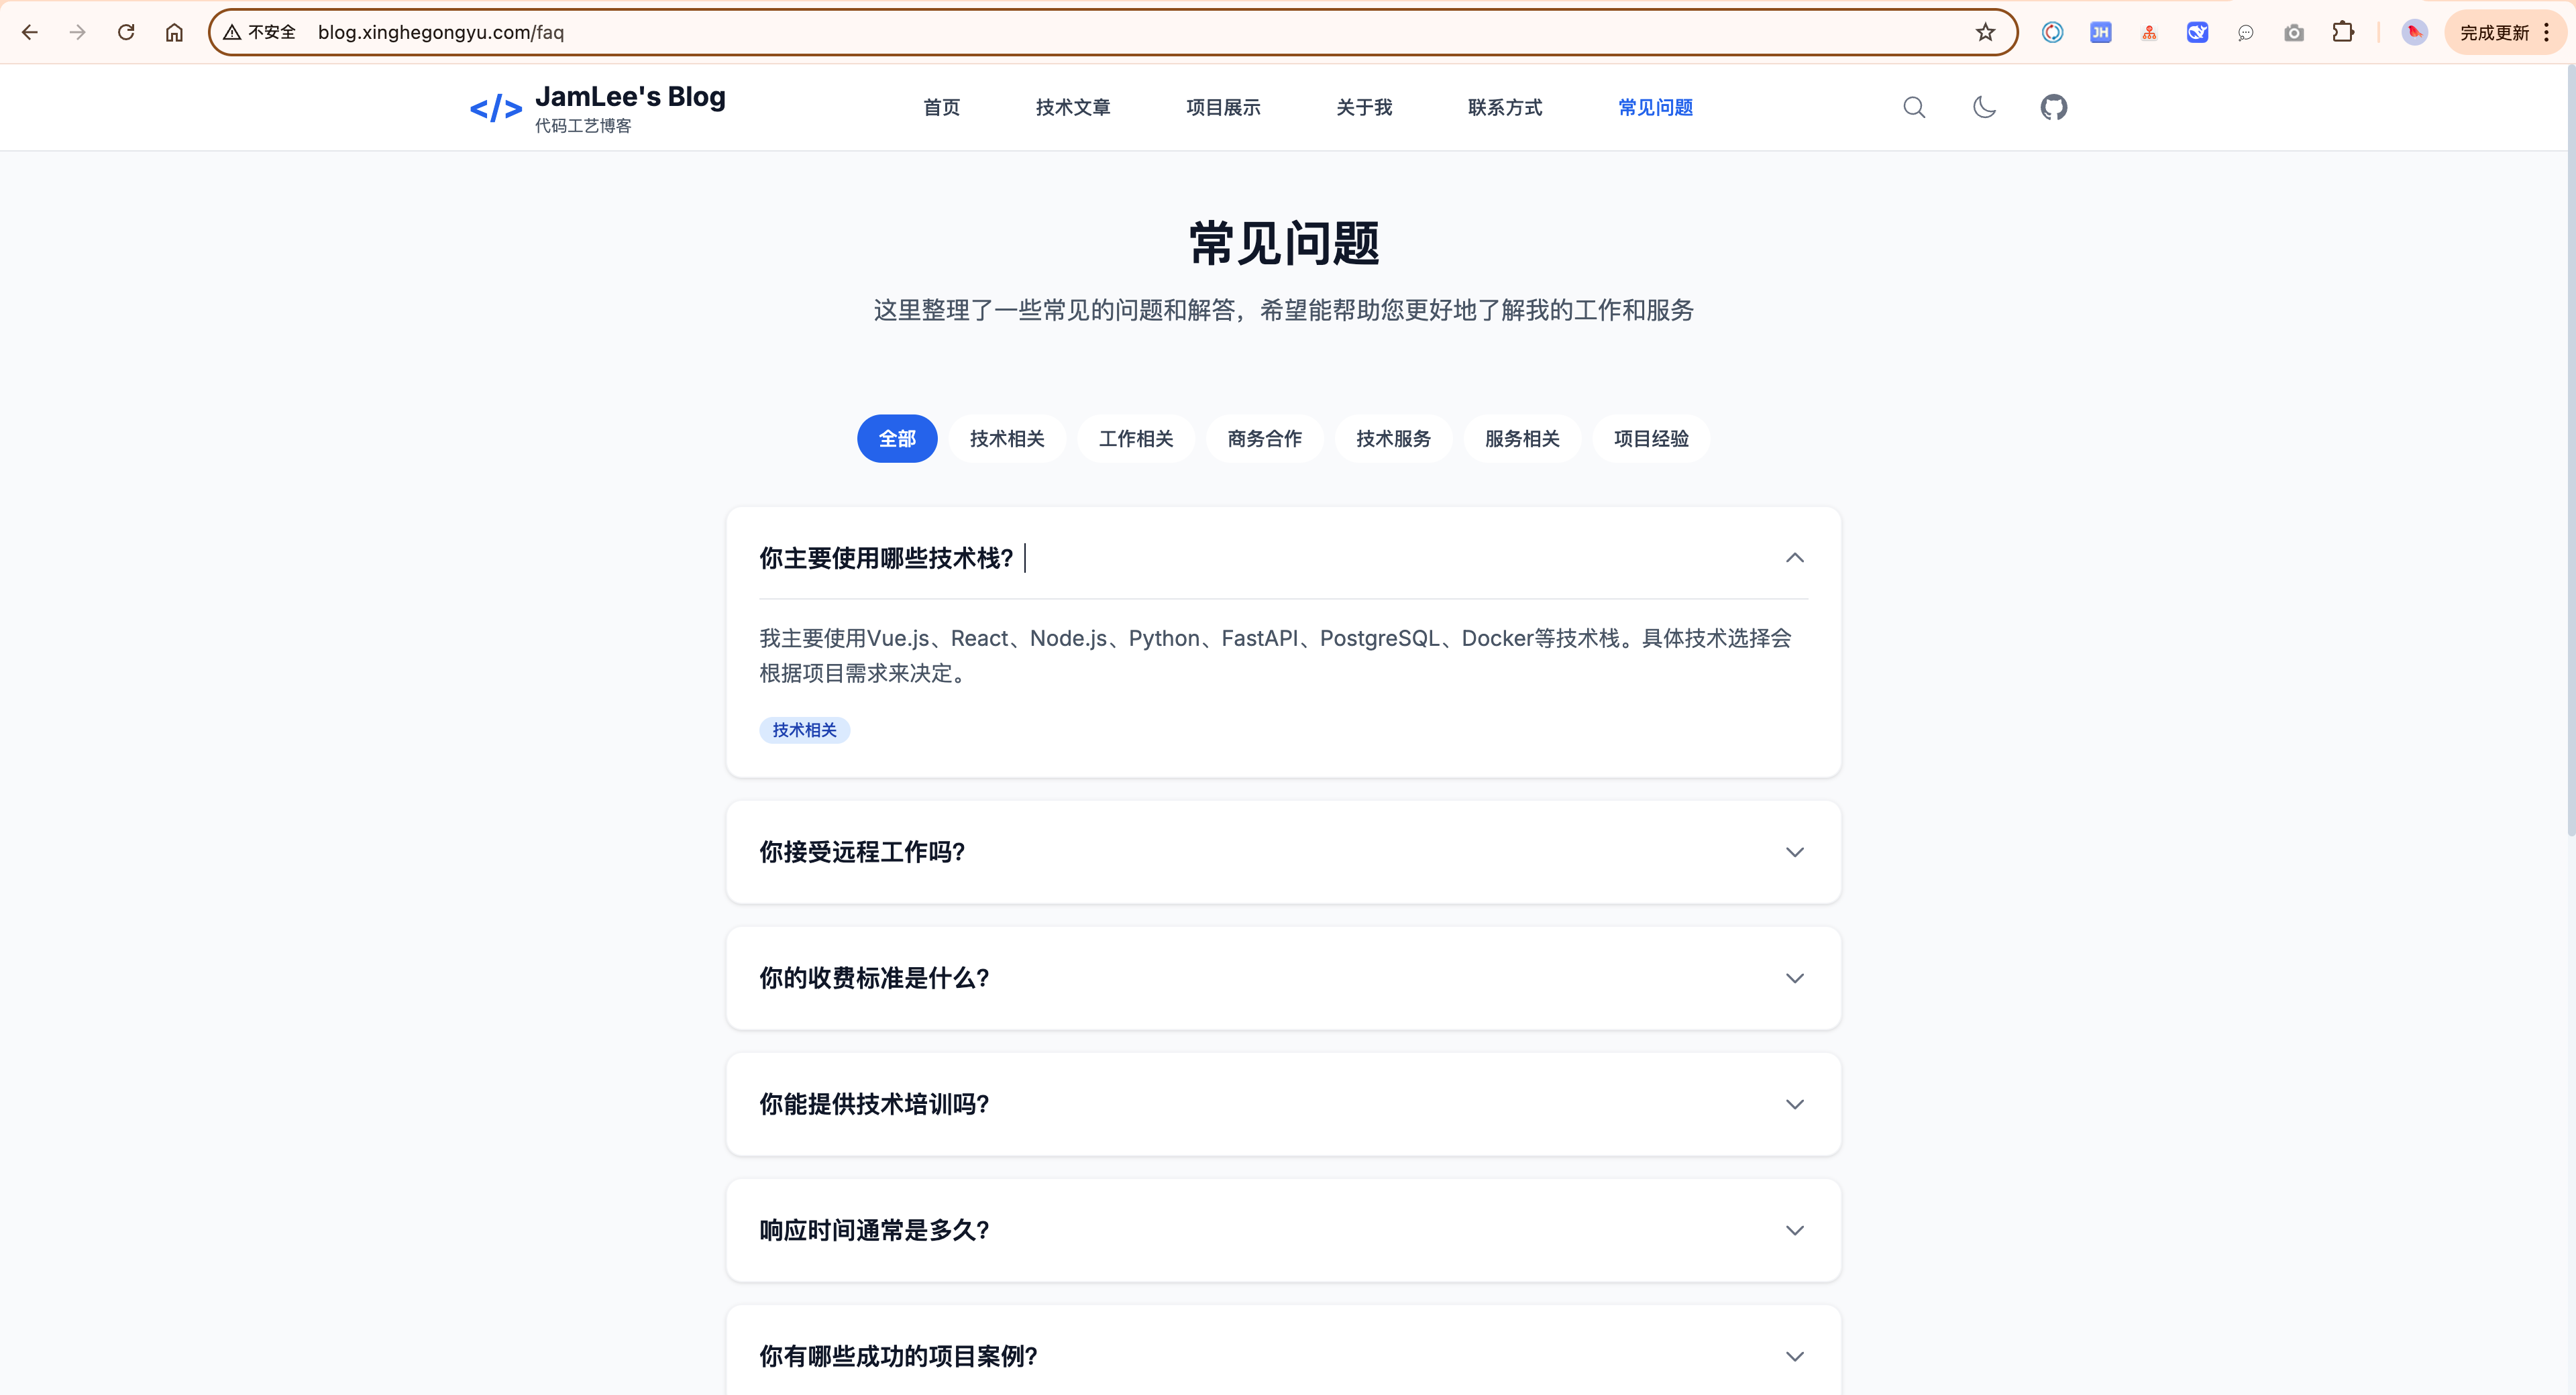 不安全 blog.xinghegongyu.com/faq
JH
完成更新
</>
JamLee's Blog
代码工艺博客
首页 技术文章 项目展示 关于我 联系方式 常见问题
常见问题
这里整理了一些常见的问题和解答，希望能帮助您更好地了解我的工作和服务
全部 技术相关 工作相关 商务合作 技术服务 服务相关 项目经验
你主要使用哪些技术栈？
我主要使用Vue.js、React、Node.js、Python、FastAPI、PostgreSQL、Docker等技术栈。具体技术选择会
根据项目需求来决定。
技术相关
你接受远程工作吗？
你的收费标准是什么？
你能提供技术培训吗？
响应时间通常是多久？
你有哪些成功的项目案例？